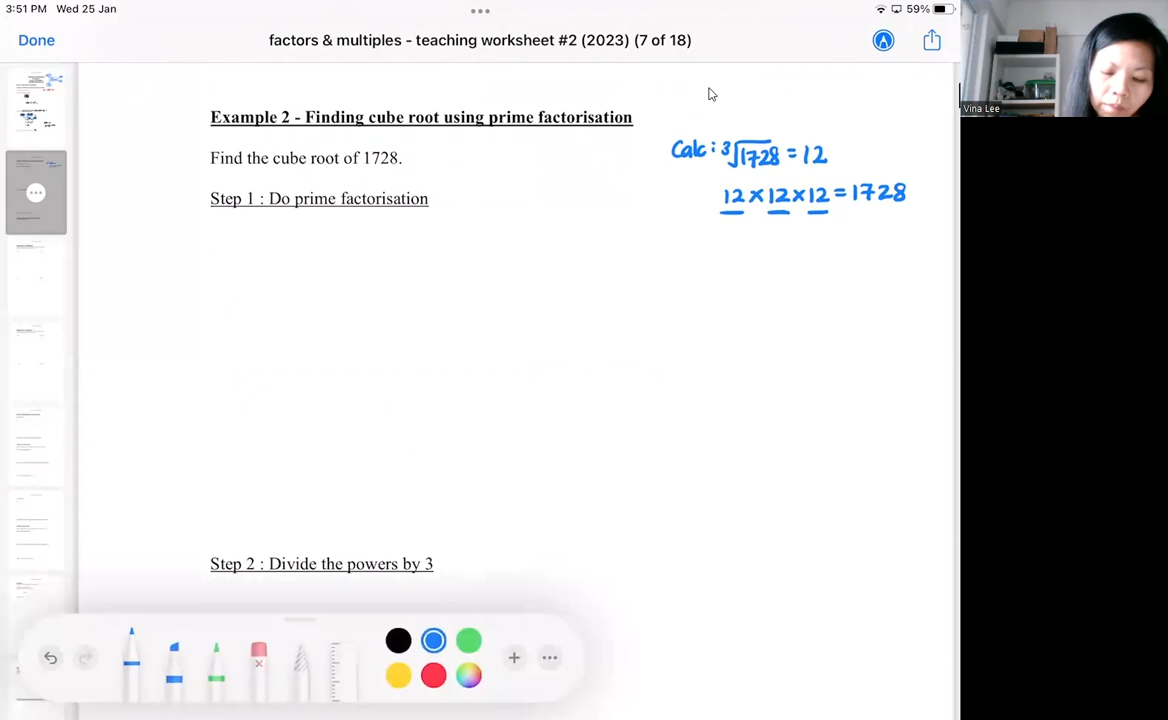 3:51 PM Wed 25 Jan
59%
Done
factors & multiples - teaching worksheet #2 (2023) (7 of 18)
Vina Lee
Example 2 - Finding cube root using prime factorisation
Find the cube root of 1728.
Calc: ³√1728 = 12
12 × 12 × 12 = 1728
Step 1 : Do prime factorisation
Step 2 : Divide the powers by 3